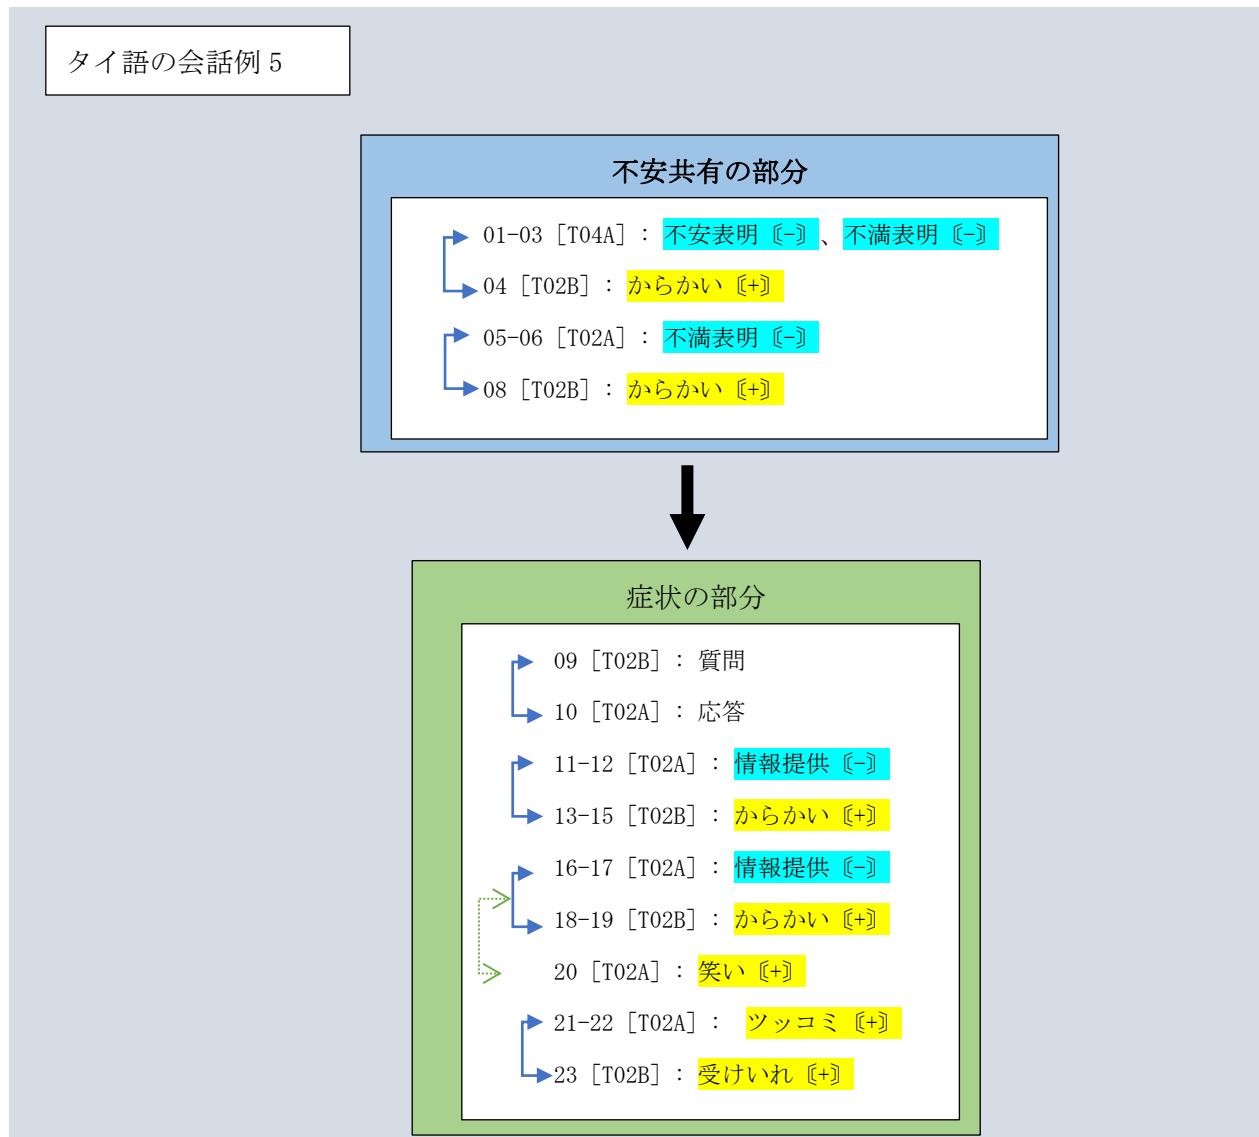 タイ語の会話例 5
不安共有の部分
01-03［T04A］：不安表明〔-〕、不満表明〔-〕
04［T02B］：からかい〔+〕
05-06［T02A］：不満表明〔-〕
08［T02B］：からかい〔+〕
症状の部分
09［T02B］：質問
10［T02A］：応答
11-12［T02A］：情報提供〔-〕
13-15［T02B］：からかい〔+〕
16-17［T02A］：情報提供〔-〕
18-19［T02B］：からかい〔+〕
20［T02A］：笑い〔+〕
21-22［T02A］： ツッコミ〔+〕
23［T02B］：受けいれ〔+〕